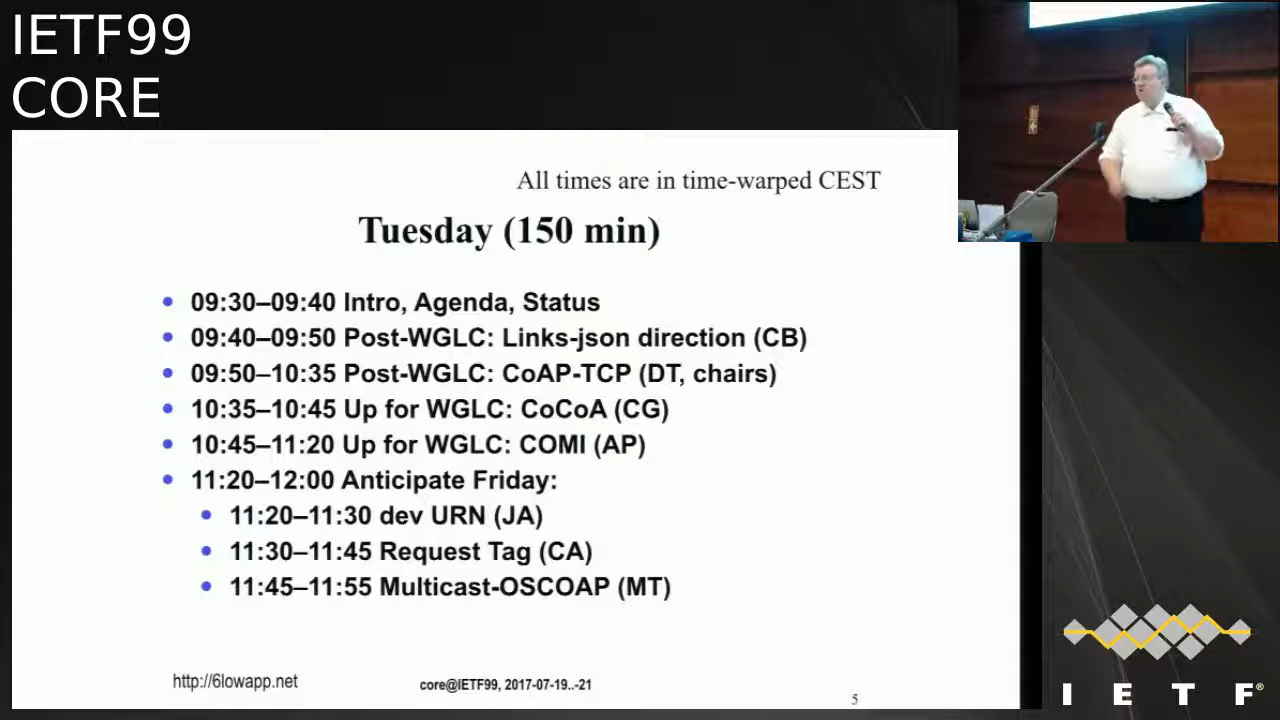 IETF99
CORE
All times are in time-warped CEST
Tuesday (150 min)
09:30–09:40 Intro, Agenda, Status
09:40–09:50 Post-WGLC: Links-json direction (CB)
09:50–10:35 Post-WGLC: CoAP-TCP (DT, chairs)
10:35–10:45 Up for WGLC: CoCoA (CG)
10:45–11:20 Up for WGLC: COMI (AP)
11:20–12:00 Anticipate Friday:
11:20–11:30 dev URN (JA)
11:30–11:45 Request Tag (CA)
11:45–11:55 Multicast-OSCOAP (MT)
http://6lowapp.net
core@IETF99, 2017-07-19..-21
5
I E T F®